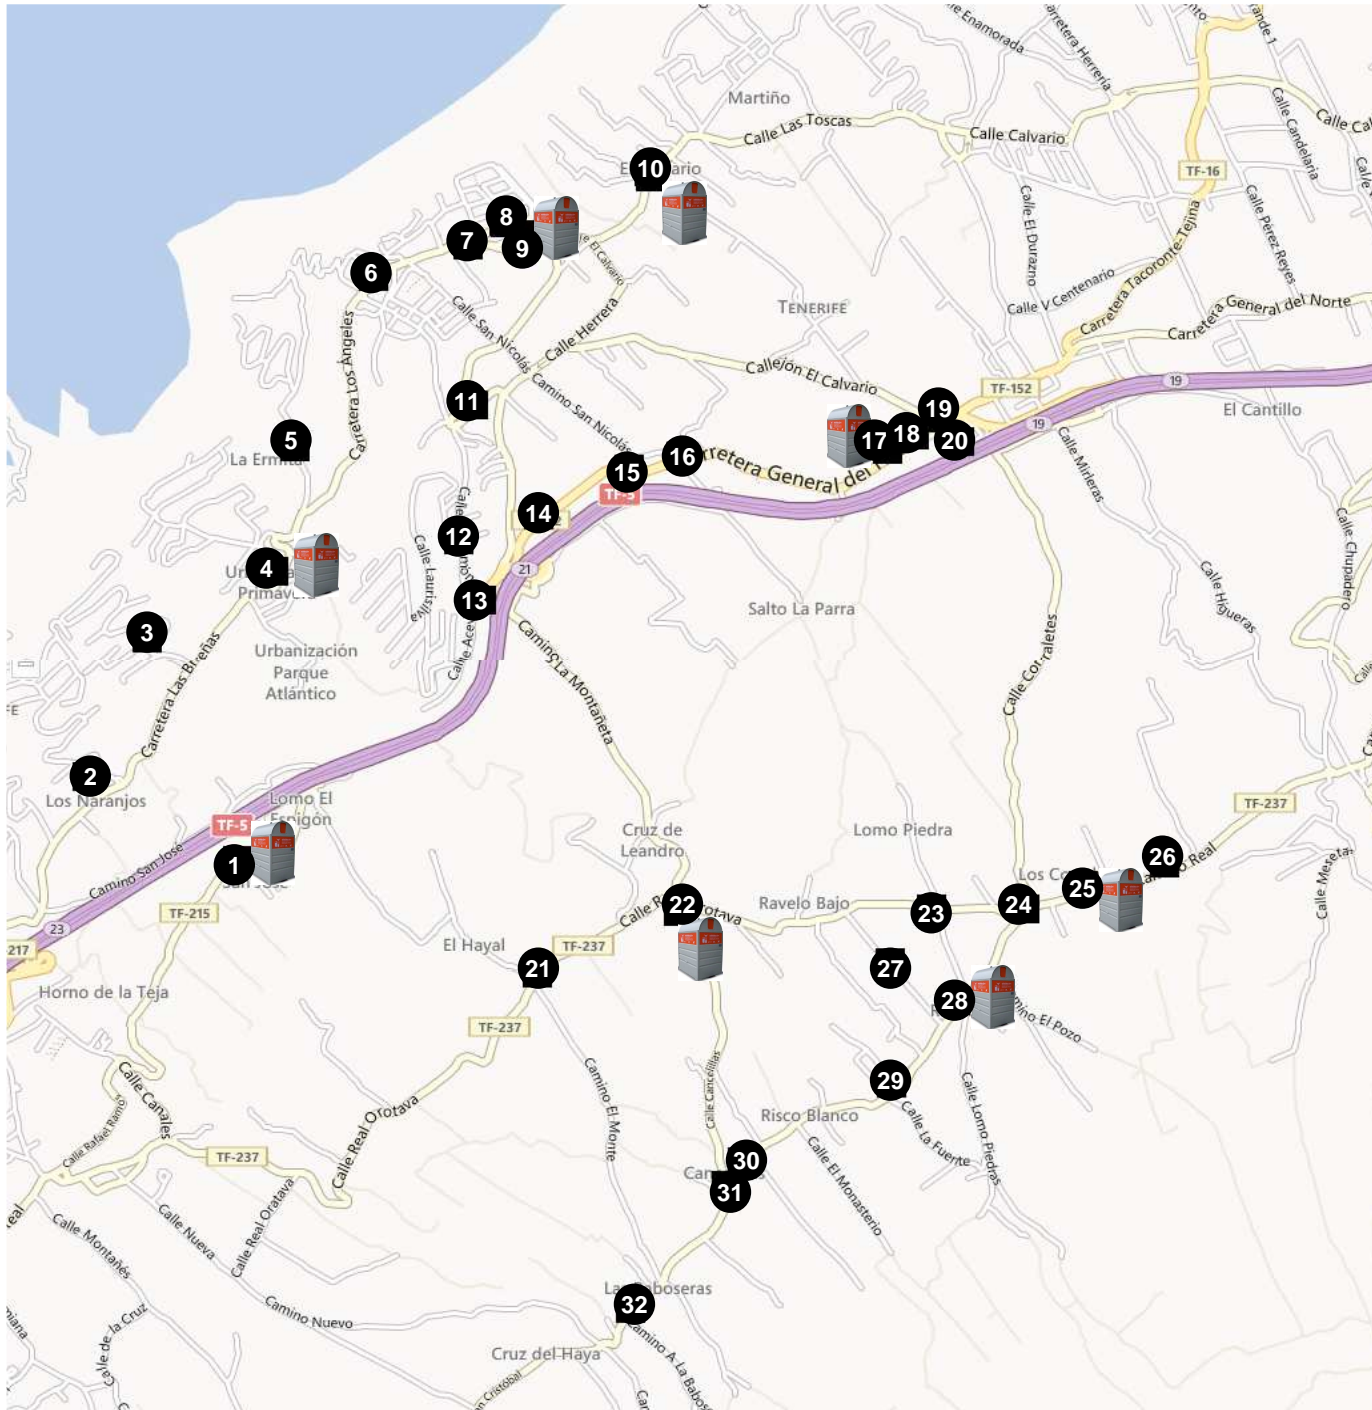 Calle Enamorada
Carretera Herrería
Martiño
Calle Las Toscas
Calle Calvario
Calle Candelaria
TF-16
10
Calle El Durazno
Calle Pérez Reyes
8
7
9
6
Calle V Centenario
TENERIFE
Carretera Tacoronte-Tejina
Carretera General del Norte
Calle San Nicolás
Calle Herrera
Carretera Los Ángeles
Callejón El Calvario
TF-152
19
El Cantillo
11
Camino San Nicolás
19
18
17
20
19
5
La Ermita
16
15
Carretera General del
TF-5
Calle Mirleras
14
12
Calle Chupadero
4
21
Calle Higueras
13
Salto La Parra
3
Urbanización
Parque
Atlántico
Camino La Montañeta
Calle Corrales
Carretera Las Breñas
2
Los Naranjos
Lomo El
Espigón
TF-5
TF-237
Cruz de
Leandro
Lomo Piedra
Camino San José
1
26
25
Calle Mereta
22
Ravelo Bajo
23
24
TF-215
23
217
El Hayal
TF-237
21
27
Horno de la Teja
28
Camino El Pozo
TF-237
Calle Canales
Calle Real Orotava
Camino El Monte
Calle Cancelillas
29
Calle Rafael Ramos
Risco Blanco
Calle La Fuente
Calle Lomo Piedras
TF-237
30
31
Calle El Monasterio
Calle Nueva
Calle Real Oratava
Calle Montañés
32
Camino Nuevo
Calle de la Cruz
Cruz del Haya